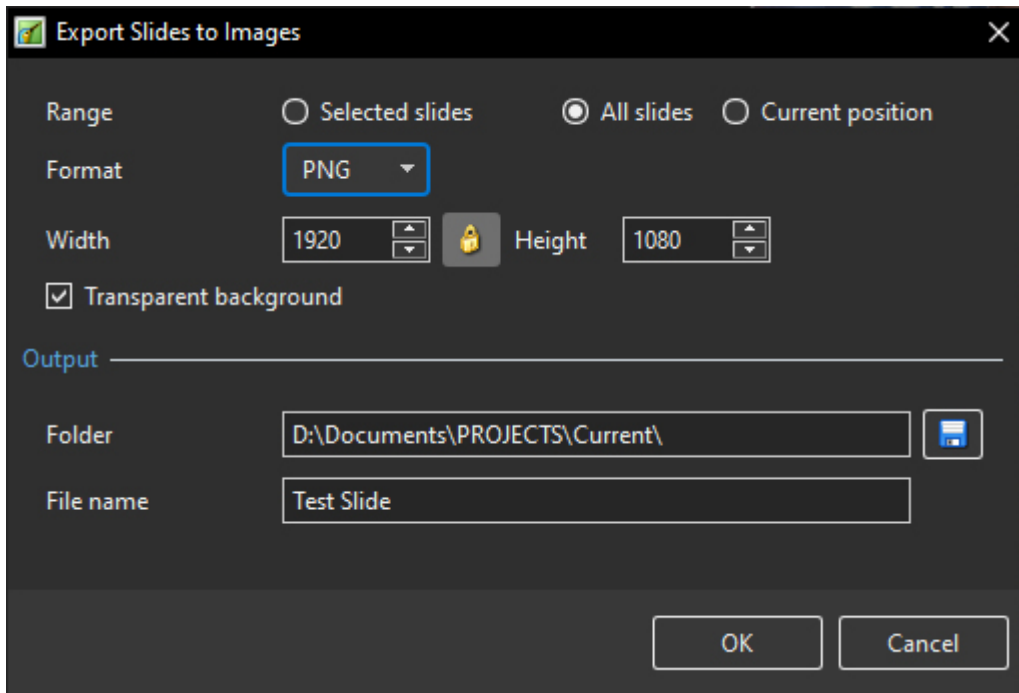 Export Slides to Images
Range Selected slides All slides Current position
Format PNG
Width 1920 Height 1080
Transparent background
Output
Folder D:\Documents\PROJECTS\Current\
File name Test Slide
OK Cancel